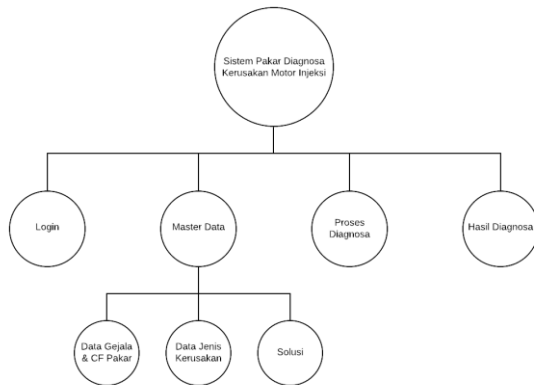 Sistem Pakar Diagnosa
Kerusakan Motor Injeksi
Login
Master Data
Proses
Diagnosa
Hasil Diagnosa
Data Gejala
& CF Pakar
Data Jenis
Kerusakan
Solusi